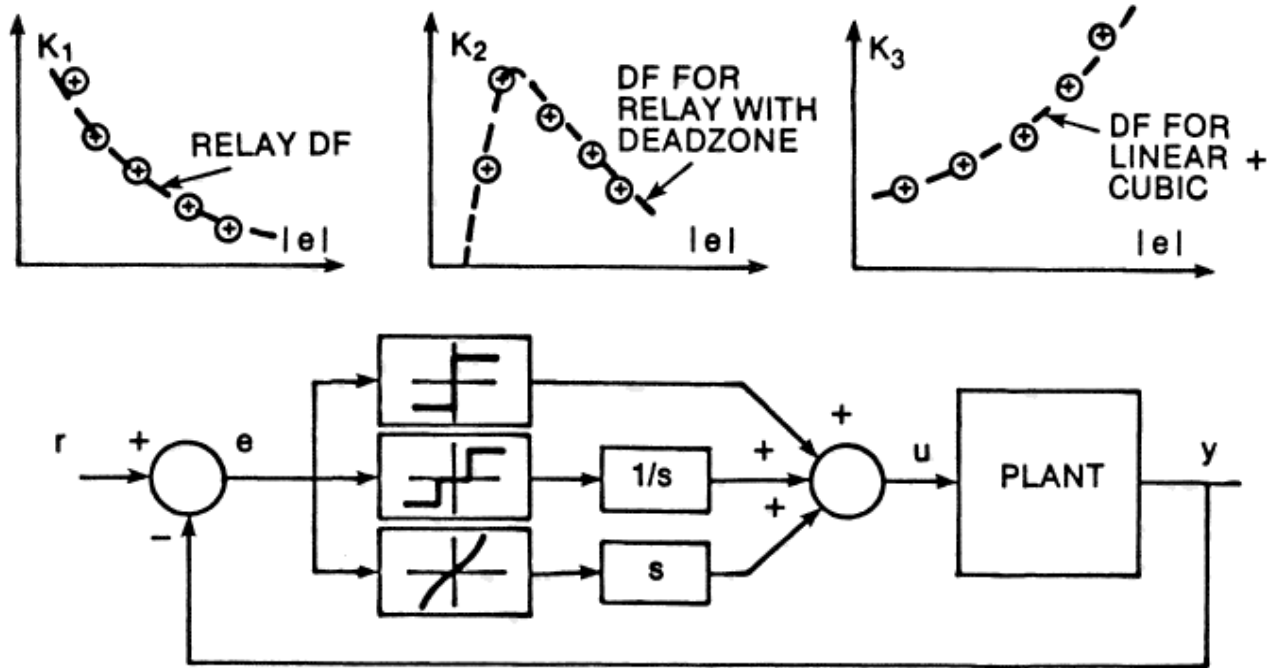 K1
RELAY DF
|e|
K2
DF FOR
RELAY WITH
DEADZONE
|e|
K3
DF FOR
LINEAR +
CUBIC
|e|
r
+
−
e
1/s
s
+
+
+
u
PLANT
y